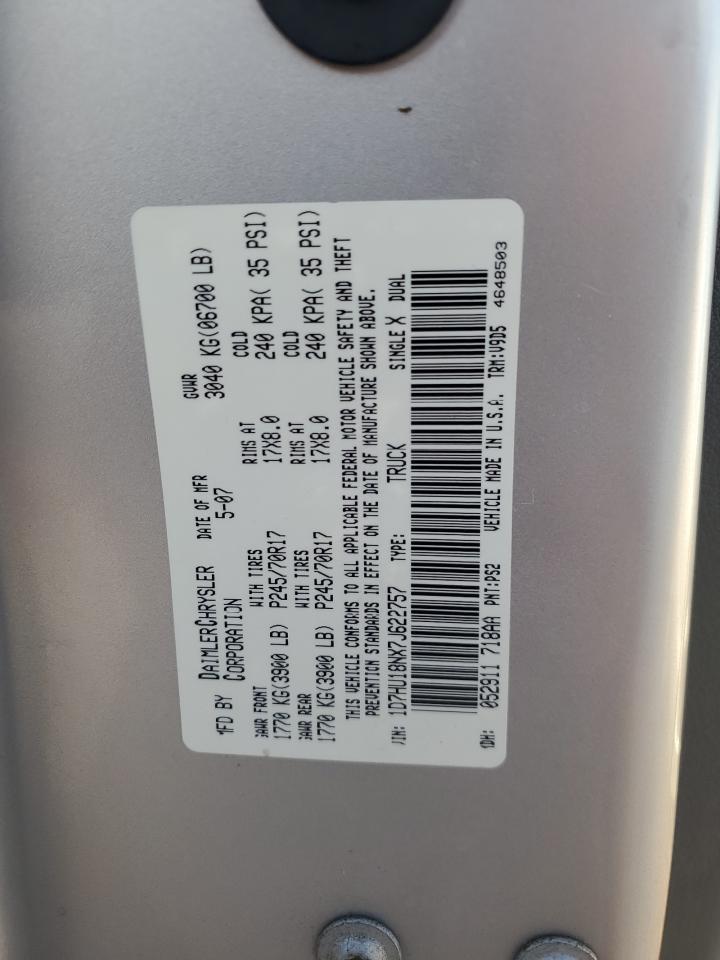 MFD BY DAIMLERCHRYSLER CORPORATION
DATE OF MFR 5-07
GVWR 3040 KG(06700 LB)
GAWR FRONT WITH TIRES RIMS AT COLD
1770 KG(3900 LB) P245/70R17 17X8.0 240 KPA( 35 PSI)
GAWR REAR WITH TIRES RIMS AT COLD
1770 KG(3900 LB) P245/70R17 17X8.0 240 KPA( 35 PSI)
THIS VEHICLE CONFORMS TO ALL APPLICABLE FEDERAL MOTOR VEHICLE SAFETY AND THEFT
PREVENTION STANDARDS IN EFFECT ON THE DATE OF MANUFACTURE SHOWN ABOVE.
VIN: 1D7HU18NX7J622757 TYPE: TRUCK SINGLE X DUAL
MDH: 052911 718AA PNT:PS2 VEHICLE MADE IN U.S.A. TRM:V9D5
4648503